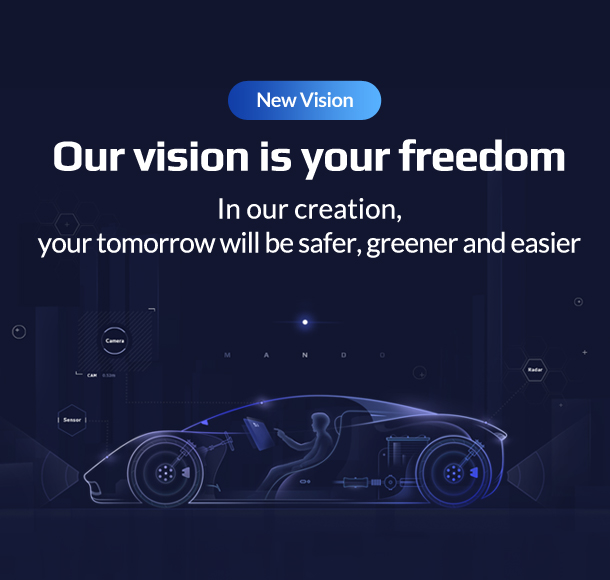 New Vision
Our vision is your freedom
In our creation,
your tomorrow will be safer, greener and easier
Camera
M A N D O
CAM
Radar
Sensor